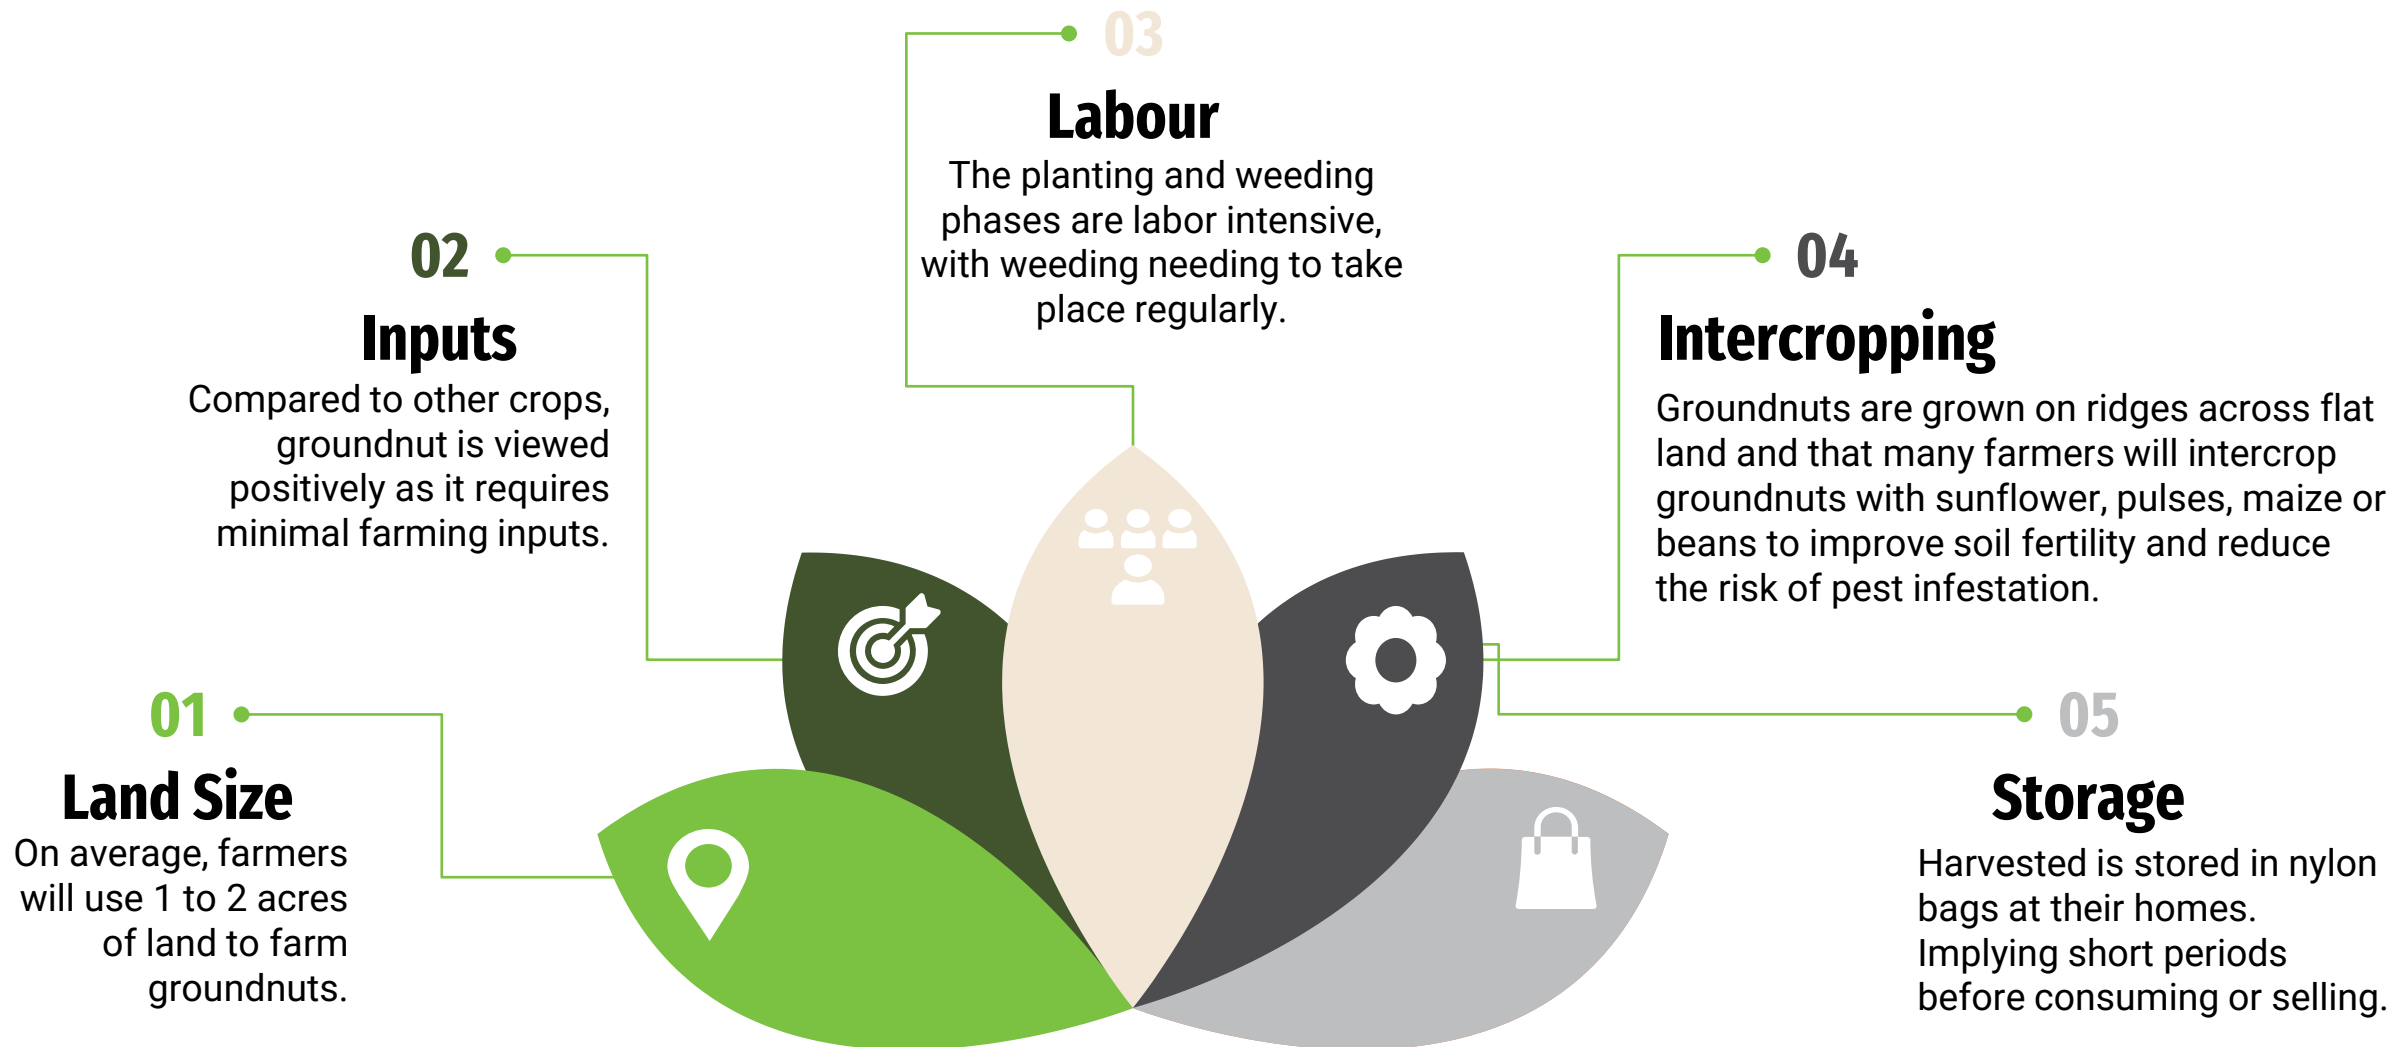 01
Land Size
On average, farmers
will use 1 to 2 acres
of land to farm
groundnuts.
02
Inputs
Compared to other crops,
groundnut is viewed
positively as it requires
minimal farming inputs.
03
Labour
The planting and weeding
phases are labor intensive,
with weeding needing to take
place regularly.
04
Intercropping
Groundnuts are grown on ridges across flat
land and that many farmers will intercrop
groundnuts with sunflower, pulses, maize or
beans to improve soil fertility and reduce
the risk of pest infestation.
05
Storage
Harvested is stored in nylon
bags at their homes.
Implying short periods
before consuming or selling.